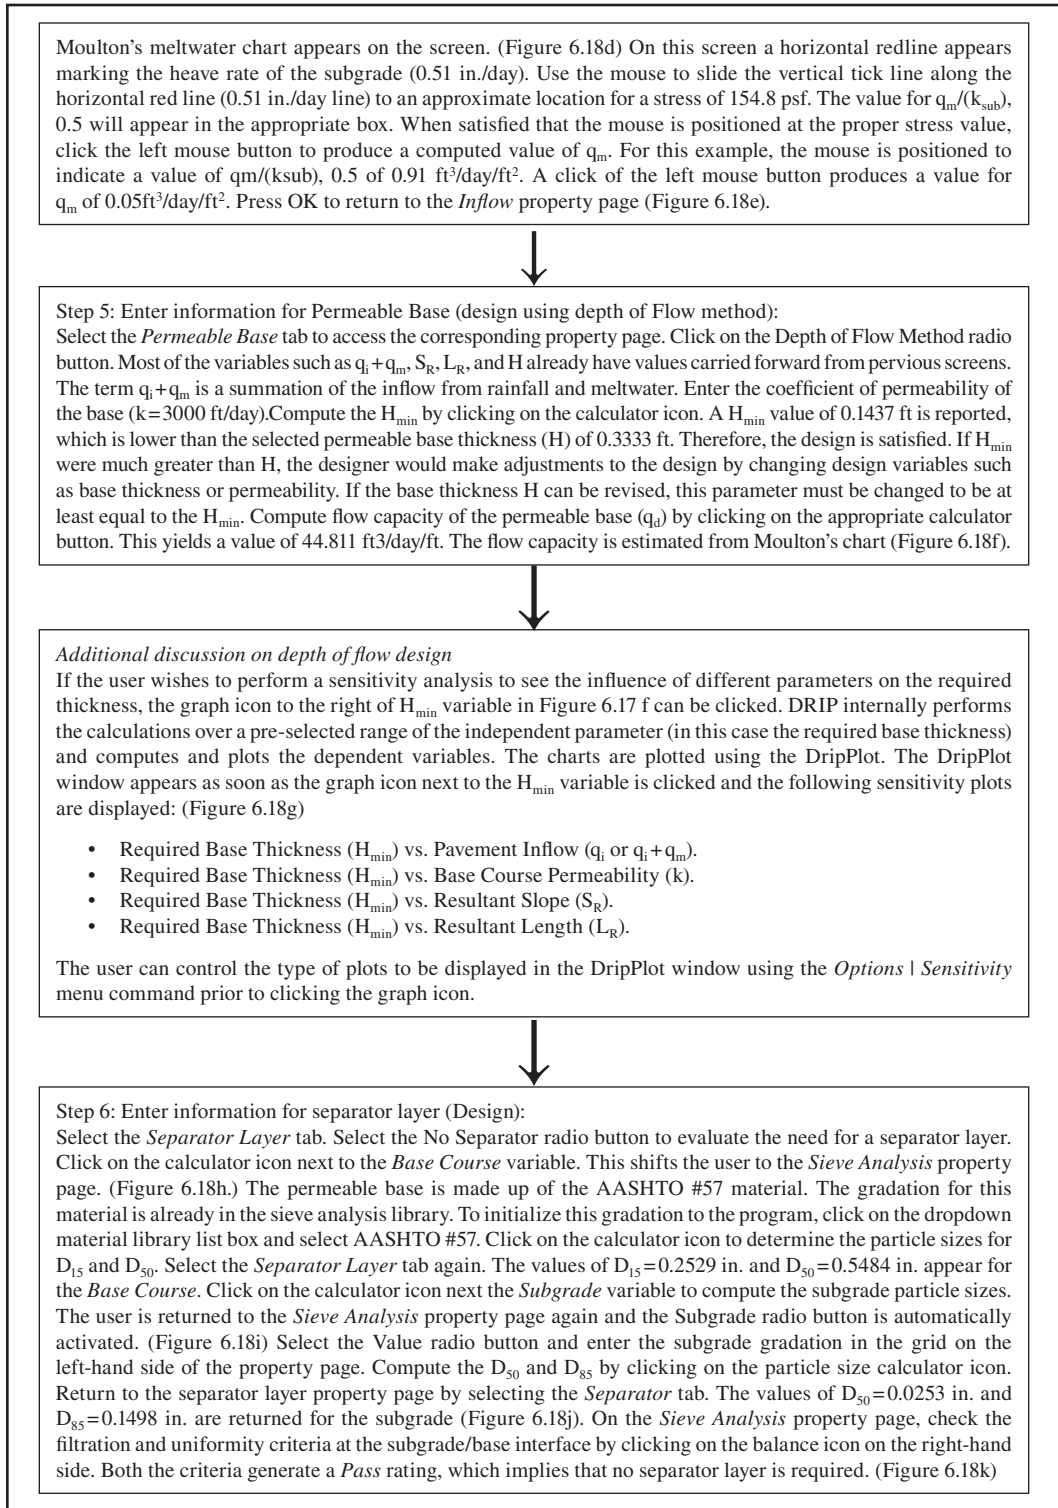 Moulton's meltwater chart appears on the screen. (Figure 6.18d) On this screen a horizontal redline appears
marking the heave rate of the subgrade (0.51 in./day). Use the mouse to slide the vertical tick line along the
horizontal red line (0.51 in./day line) to an approximate location for a stress of 154.8 psf. The value for qm/(ksub),
0.5 will appear in the appropriate box. When satisfied that the mouse is positioned at the proper stress value,
click the left mouse button to produce a computed value of qm. For this example, the mouse is positioned to
indicate a value of qm/(ksub), 0.5 of 0.91 ft³/day/ft². A click of the left mouse button produces a value for
qm of 0.05ft³/day/ft². Press OK to return to the Inflow property page (Figure 6.18e).
Step 5: Enter information for Permeable Base (design using depth of Flow method):
Select the Permeable Base tab to access the corresponding property page. Click on the Depth of Flow Method radio
button. Most of the variables such as qi+qm, SR, LR, and H already have values carried forward from pervious screens.
The term qi+qm is a summation of the inflow from rainfall and meltwater. Enter the coefficient of permeability of
the base (k=3000 ft/day).Compute the Hmin by clicking on the calculator icon. A Hmin value of 0.1437 ft is reported,
which is lower than the selected permeable base thickness (H) of 0.3333 ft. Therefore, the design is satisfied. If Hmin
were much greater than H, the designer would make adjustments to the design by changing design variables such
as base thickness or permeability. If the base thickness H can be revised, this parameter must be changed to be at
least equal to the Hmin. Compute flow capacity of the permeable base (qd) by clicking on the appropriate calculator
button. This yields a value of 44.811 ft3/day/ft. The flow capacity is estimated from Moulton's chart (Figure 6.18f).
Additional discussion on depth of flow design
If the user wishes to perform a sensitivity analysis to see the influence of different parameters on the required
thickness, the graph icon to the right of Hmin variable in Figure 6.17 f can be clicked. DRIP internally performs
the calculations over a pre-selected range of the independent parameter (in this case the required base thickness)
and computes and plots the dependent variables. The charts are plotted using the DripPlot. The DripPlot
window appears as soon as the graph icon next to the Hmin variable is clicked and the following sensitivity plots
are displayed: (Figure 6.18g)
• Required Base Thickness (Hmin) vs. Pavement Inflow (qi or qi+qm).
• Required Base Thickness (Hmin) vs. Base Course Permeability (k).
• Required Base Thickness (Hmin) vs. Resultant Slope (SR).
• Required Base Thickness (Hmin) vs. Resultant Length (LR).
The user can control the type of plots to be displayed in the DripPlot window using the Options | Sensitivity
menu command prior to clicking the graph icon.
Step 6: Enter information for separator layer (Design):
Select the Separator Layer tab. Select the No Separator radio button to evaluate the need for a separator layer.
Click on the calculator icon next to the Base Course variable. This shifts the user to the Sieve Analysis property
page. (Figure 6.18h.) The permeable base is made up of the AASHTO #57 material. The gradation for this
material is already in the sieve analysis library. To initialize this gradation to the program, click on the dropdown
material library list box and select AASHTO #57. Click on the calculator icon to determine the particle sizes for
D15 and D50. Select the Separator Layer tab again. The values of D15=0.2529 in. and D50=0.5484 in. appear for
the Base Course. Click on the calculator icon next the Subgrade variable to compute the subgrade particle sizes.
The user is returned to the Sieve Analysis property page again and the Subgrade radio button is automatically
activated. (Figure 6.18i) Select the Value radio button and enter the subgrade gradation in the grid on the
left-hand side of the property page. Compute the D50 and D85 by clicking on the particle size calculator icon.
Return to the separator layer property page by selecting the Separator tab. The values of D50=0.0253 in. and
D85=0.1498 in. are returned for the subgrade (Figure 6.18j). On the Sieve Analysis property page, check the
filtration and uniformity criteria at the subgrade/base interface by clicking on the balance icon on the right-hand
side. Both the criteria generate a Pass rating, which implies that no separator layer is required. (Figure 6.18k)